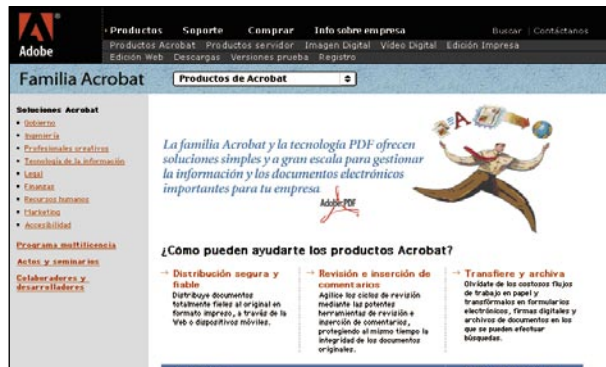 Adobe
Productos Soporte Comprar Info sobre empresa Buscar | Contáctanos
Productos Acrobat Productos servidor Imagen Digital Video Digital Edición Impresa
Edición Web Descargas Versiones prueba Registro
Familia Acrobat
Productos de Acrobat
Soluciones Acrobat
Gobierno
Ingeniería
Profesionales creativos
Tecnología de la información
Legal
Finanzas
Recursos humanos
Marketing
Accesibilidad
Programa multilicencia
Actos y seminarios
Colaboradores y
desarrolladores
La familia Acrobat y la tecnología PDF ofrecen
soluciones simples y a gran escala para gestionar
la información y los documentos electrónicos
importantes para tu empresa
Adobe PDF
A
¿Cómo pueden ayudarte los productos Acrobat?
→ Distribución segura y
fiable
Distribuye documentos
totalmente fieles al original en
formato impreso, a través de la
Web o dispositivos móviles.
→ Revisión e inserción de
comentarios
Agilice los ciclos de revisión
mediante las potentes
herramientas de revisión e
inserción de comentarios,
protegiendo al mismo tiempo la
integridad de los documentos
originales.
→ Transfiere y archiva
Olvídate de los costosos flujos
de trabajo en papel y
transfórmalos en formularios
electrónicos, firmas digitales y
archivos de documentos en los
que se pueden efectuar
búsquedas.